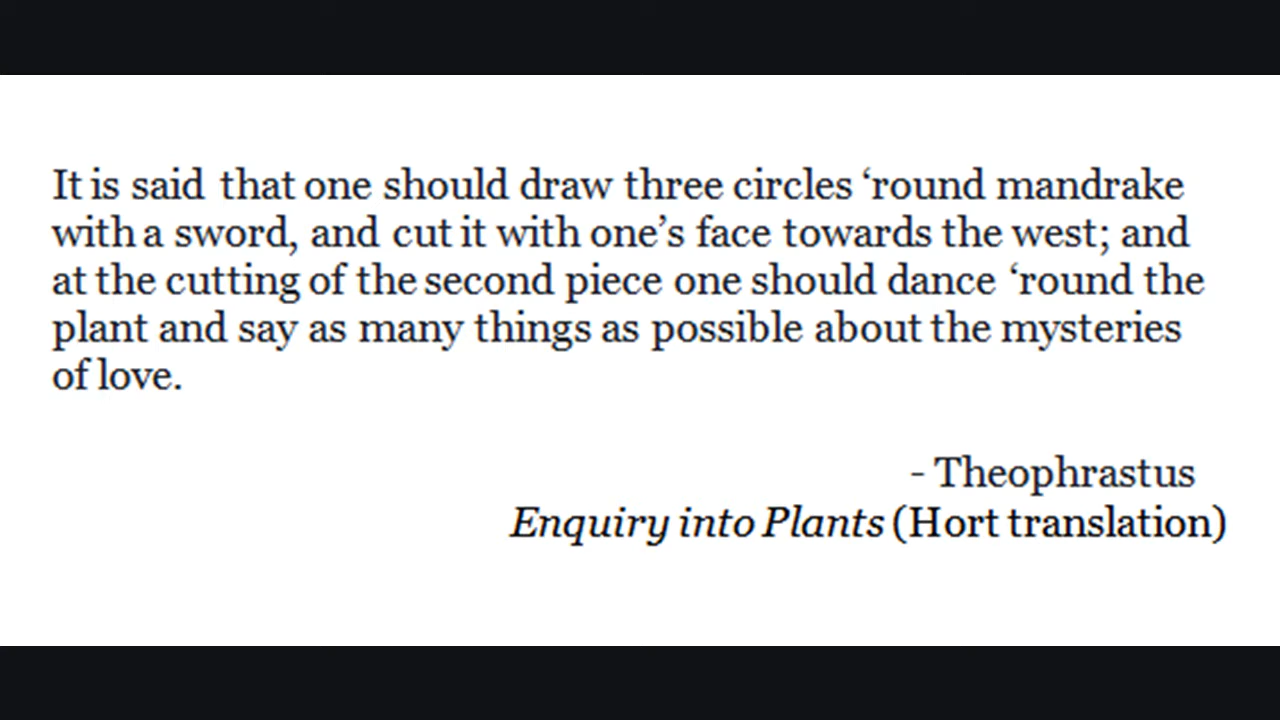 It is said that one should draw three circles ‘round mandrake
with a sword, and cut it with one’s face towards the west; and
at the cutting of the second piece one should dance ‘round the
plant and say as many things as possible about the mysteries
of love.
- Theophrastus
Enquiry into Plants (Hort translation)